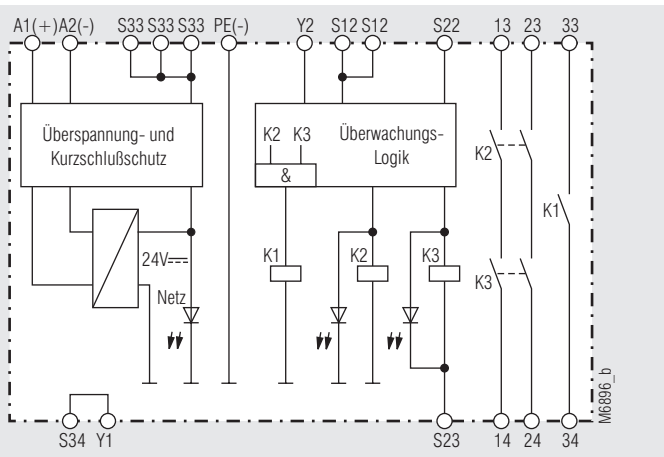 A1(+) A2(-) S33 S33 S33 PE(-) Y2 S12 S12 S22 13 23 33
Überspannung- und
Kurzschlußschutz
K2 K3
&
Überwachungs-
Logik
K2
K1
24V
Netz
K1
K2
K3
K3
M6896_b
S34 Y1 S23 14 24 34